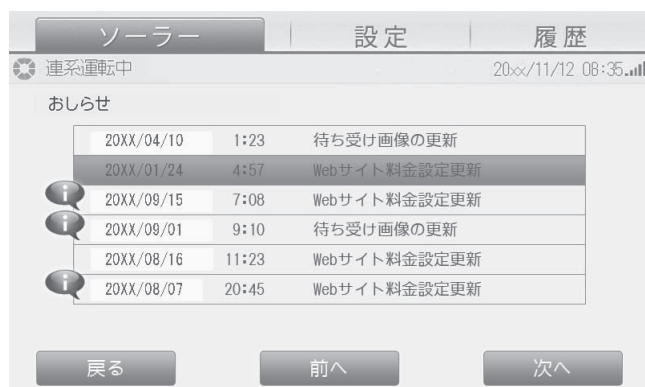 ソーラー 設定 履歴
連系運転中 20xx/11/12 08:35
おしらせ
20XX/04/10 1:23 待ち受け画像の更新
20XX/01/24 4:57 Webサイト料金設定更新
20XX/09/15 7:08 Webサイト料金設定更新
20XX/09/01 9:10 待ち受け画像の更新
20XX/08/16 11:23 Webサイト料金設定更新
20XX/08/07 20:45 Webサイト料金設定更新
戻る 前へ 次へ